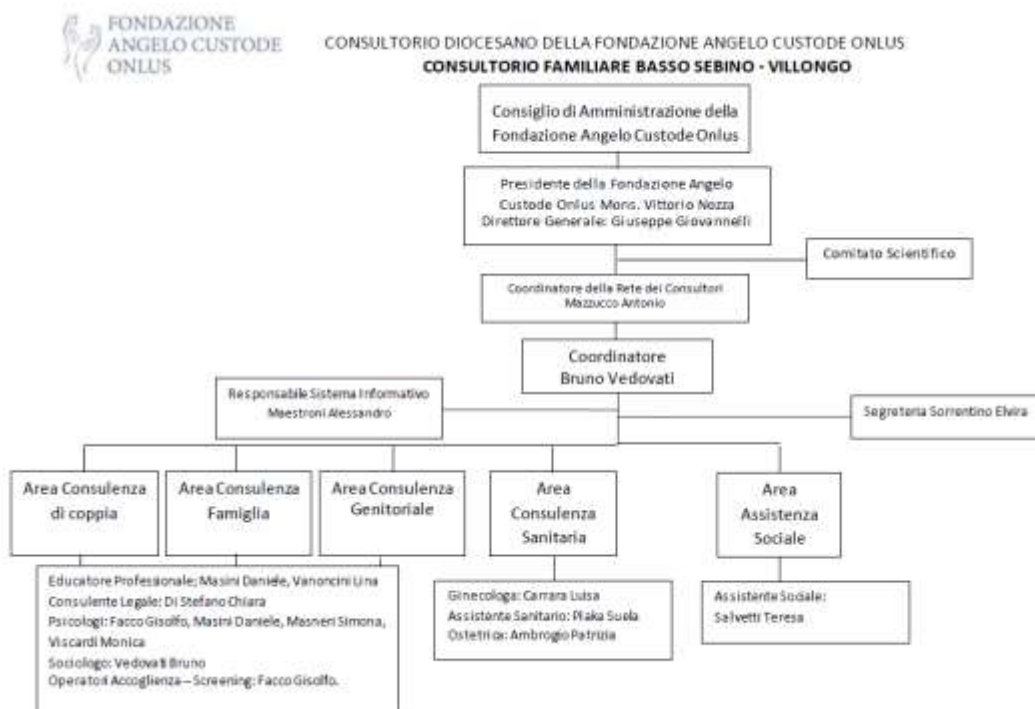 FONDAZIONE
ANGELO CUSTODE
ONLUS
CONSULTORIO DIOCESANO DELLA FONDAZIONE ANGELO CUSTODE ONLUS
CONSULTORIO FAMILIARE BASSO SEBINO - VILLONGO
Consiglio di Amministrazione della
Fondazione Angelo Custode Onlus
Presidente della Fondazione Angelo
Custode Onlus Mons. Vittorio Nozza
Direttore Generale: Giuseppe Giovannelli
Comitato Scientifico
Coordinatore della Rete dei Consultori
Mazzucco Antonio
Coordinatore
Bruno Vedovati
Responsabile Sistema Informativo
Maestroni Alessandro
Segreteria Sorrentino Elvira
Area Consulenza
di coppia
Area Consulenza
Famiglia
Area Consulenza
Genitoriale
Area
Consulenza
Sanitaria
Area
Assistenza
Sociale
Educatore Professionale: Masini Daniele, Vanoncini Lina
Consulente Legale: Di Stefano Chiara
Psicologi: Facco Gisolfo, Masini Daniele, Masneri Simona,
Viscardi Monica
Sociologo: Vedovati Bruno
Operatori Accoglienza – Screening: Facco Gisolfo.
Ginecologa: Carrara Luisa
Assistente Sanitario: Plaka Suela
Ostetrica: Ambrogio Patrizia
Assistente Sociale:
Salvetti Teresa